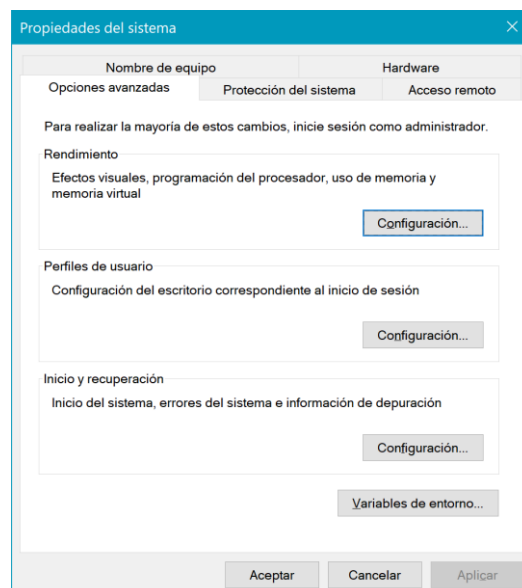 Propiedades del sistema
Nombre de equipo
Hardware
Opciones avanzadas
Protección del sistema
Acceso remoto
Para realizar la mayoría de estos cambios, inicie sesión como administrador.
Rendimiento
Efectos visuales, programación del procesador, uso de memoria y
memoria virtual
Configuración...
Perfiles de usuario
Configuración del escritorio correspondiente al inicio de sesión
Configuración...
Inicio y recuperación
Inicio del sistema, errores del sistema e información de depuración
Configuración...
Variables de entorno...
Aceptar
Cancelar
Aplicar